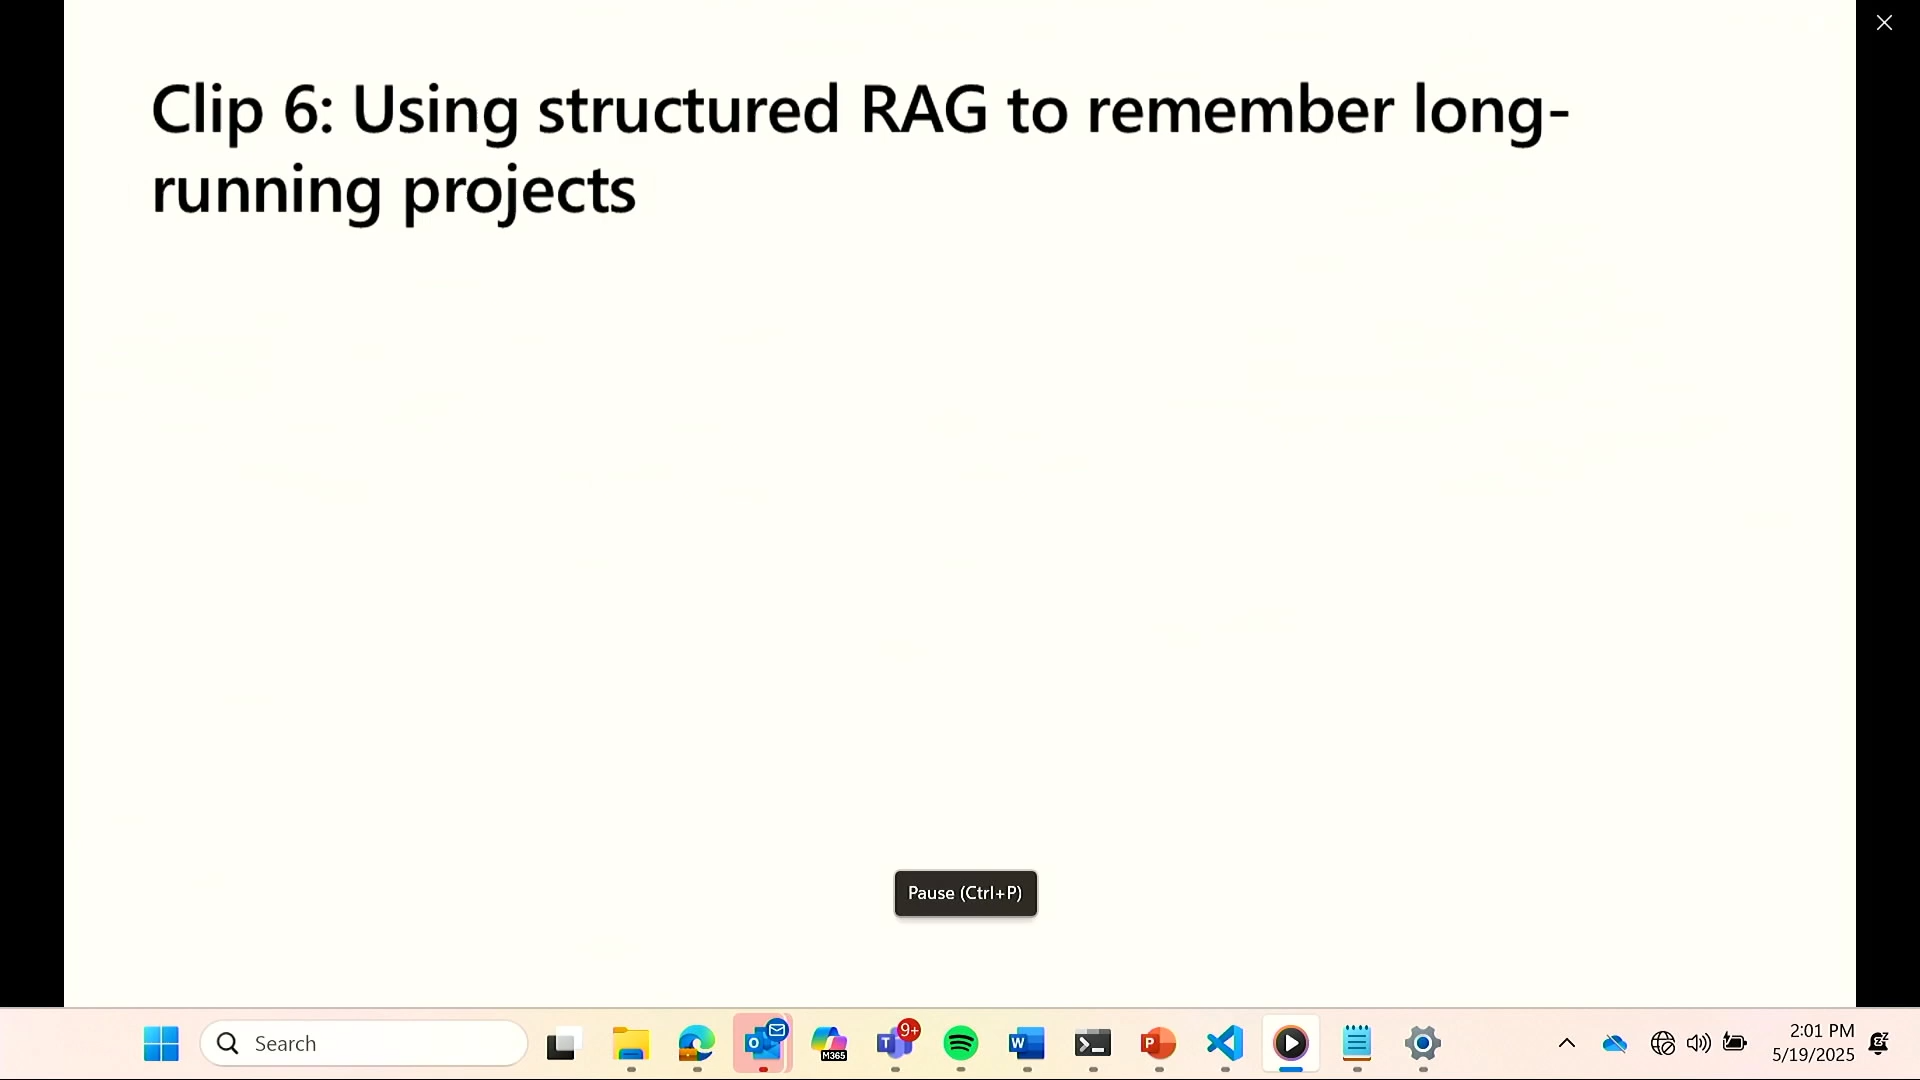 Clip 6: Using structured RAG to remember long-
running projects
Pause (Ctrl+P)
Search
M365
9+
2:01 PM
5/19/2025